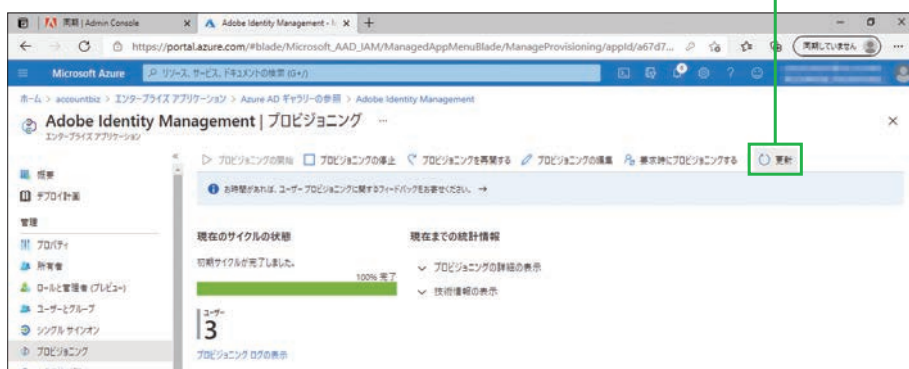 同期 | Admin Console
Adobe Identity Management -
https://portal.azure.com/#blade/Microsoft_AAD_IAM/ManagedAppMenuBlade/ManageProvisioning/appId/a67d7...
同期していません
Microsoft Azure
リソース、サービス、ドキュメントの検索 (G+/)
ホーム > accountbiz > エンタープライズ アプリケーション > Azure AD ギャラリーの参照 > Adobe Identity Management
Adobe Identity Management | プロビジョニング ...
エンタープライズ アプリケーション
プロビジョニングの開始 プロビジョニングの停止 プロビジョニングを再開する プロビジョニングの編集 要求時にプロビジョニングする 更新
概要
デプロイ計画
お時間があれば、ユーザー プロビジョニングに関するフィードバックをお寄せください。 →
管理
プロパティ
所有者
ロールと管理者 (プレビュー)
ユーザーとグループ
シングル サインオン
プロビジョニング
現在のサイクルの状態
初期サイクルが完了しました。
100% 完了
ユーザー
3
プロビジョニング ログの表示
現在までの統計情報
プロビジョニングの詳細の表示
技術情報の表示